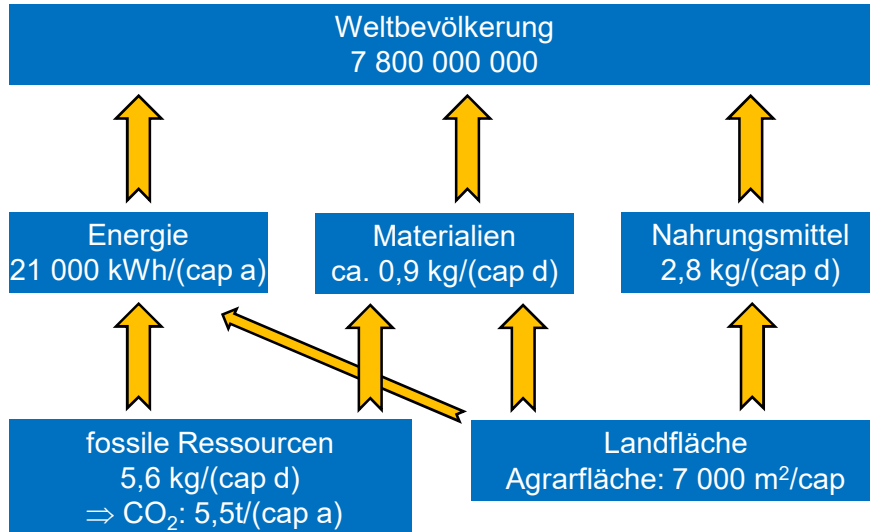 Weltbevölkerung
7 800 000 000
Energie
21 000 kWh/(cap a)
Materialien
ca. 0,9 kg/(cap d)
Nahrungsmittel
2,8 kg/(cap d)
fossile Ressourcen
5,6 kg/(cap d)
⇒ CO₂: 5,5t/(cap a)
Landfläche
Agrarfläche: 7 000 m²/cap